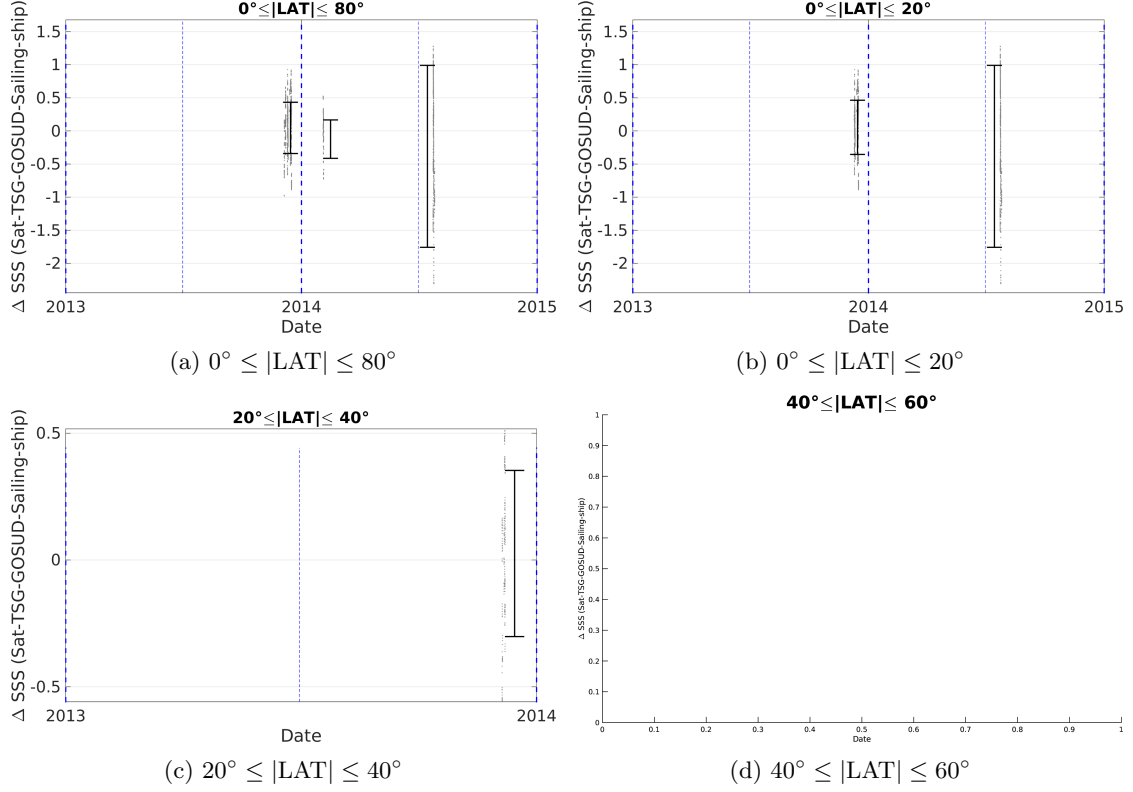 0°≤|LAT|≤ 80°
Δ SSS (Sat-TSG-GOSUD-Sailing-ship)
1.5
1
0.5
0
-0.5
-1
-1.5
-2
2013 2014 2015
Date
(a) 0° ≤ |LAT| ≤ 80°
0°≤|LAT|≤ 20°
Δ SSS (Sat-TSG-GOSUD-Sailing-ship)
1.5
1
0.5
0
-0.5
-1
-1.5
-2
2013 2014 2015
Date
(b) 0° ≤ |LAT| ≤ 20°
20°≤|LAT|≤ 40°
Δ SSS (Sat-TSG-GOSUD-Sailing-ship)
0.5
0
-0.5
2013 2014
Date
(c) 20° ≤ |LAT| ≤ 40°
40°≤|LAT|≤ 60°
Δ SSS (Sat-TSG-GOSUD-Sailing-ship)
1
0.9
0.8
0.7
0.6
0.5
0.4
0.3
0.2
0.1
0
0 0.1 0.2 0.3 0.4 0.5 0.6 0.7 0.8 0.9 1
Date
(d) 40° ≤ |LAT| ≤ 60°